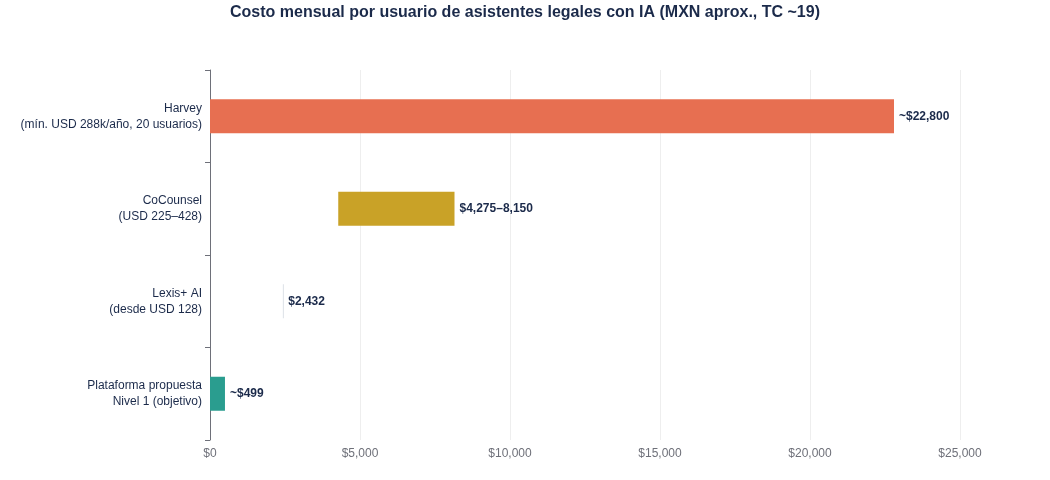 Costo mensual por usuario de asistentes legales con IA (MXN aprox., TC ~19)
Harvey
(mín. USD 288k/año, 20 usuarios)
~$22,800
CoCounsel
(USD 225–428)
$4,275–8,150
Lexis+ AI
(desde USD 128)
$2,432
Plataforma propuesta
Nivel 1 (objetivo)
~$499
$0
$5,000
$10,000
$15,000
$20,000
$25,000